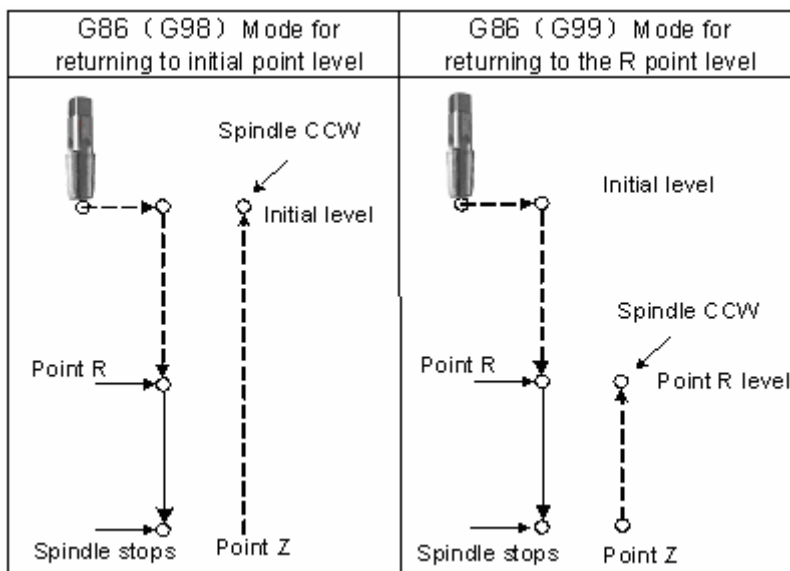 G86 (G98) Mode for
returning to initial point level
G86 (G99) Mode for
returning to the R point level
Spindle CCW
Initial level
Point R
Spindle stops
Point Z
Initial level
Spindle CCW
Point R
Point R level
Spindle stops
Point Z